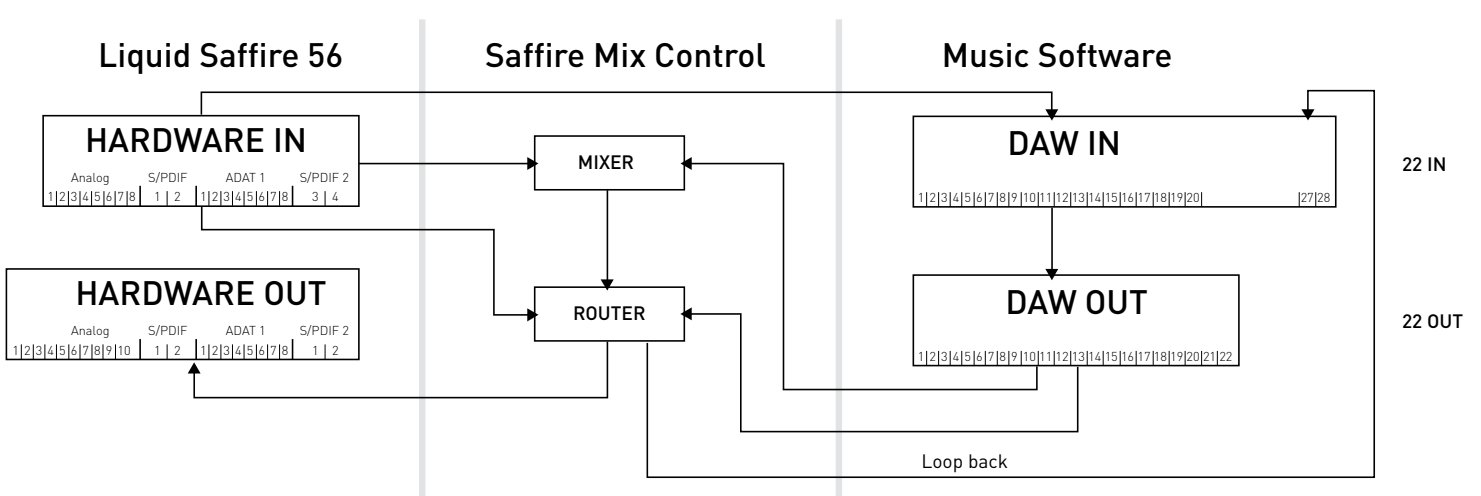 Liquid Saffire 56
Saffire Mix Control
Music Software
HARDWARE IN
Analog S/PDIF ADAT 1 S/PDIF 2
1|2|3|4|5|6|7|8 1 | 2 1|2|3|4|5|6|7|8 3 | 4
MIXER
DAW IN
1|2|3|4|5|6|7|8|9|10|11|12|13|14|15|16|17|18|19|20| |27|28
22 IN
HARDWARE OUT
Analog S/PDIF ADAT 1 S/PDIF 2
1|2|3|4|5|6|7|8|9|10 1 | 2 1|2|3|4|5|6|7|8 1 | 2
ROUTER
DAW OUT
1|2|3|4|5|6|7|8|9|10|11|12|13|14|15|16|17|18|19|20|21|22
22 OUT
Loop back